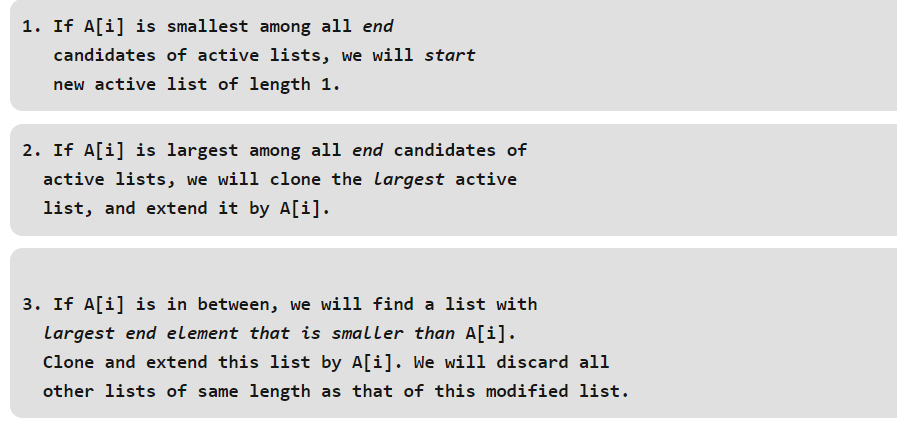 1. If A[i] is smallest among all end
candidates of active lists, we will start
new active list of length 1.
2. If A[i] is largest among all end candidates of
active lists, we will clone the largest active
list, and extend it by A[i].
3. If A[i] is in between, we will find a list with
largest end element that is smaller than A[i].
Clone and extend this list by A[i]. We will discard all
other lists of same length as that of this modified list.